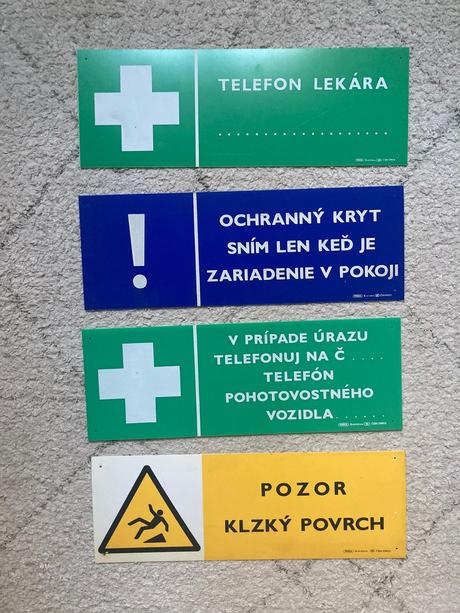 TELEFON LEKÁRA
....................
!
OCHRANNÝ KRYT
SNÍM LEN KEĎ JE
ZARIADENIE V POKOJI
V PRÍPADE ÚRAZU
TELEFONUJ NA Č ....
TELEFÓN
POHOTOVOSTNÉHO
VOZIDLA......
POZOR
KLZKÝ POVRCH